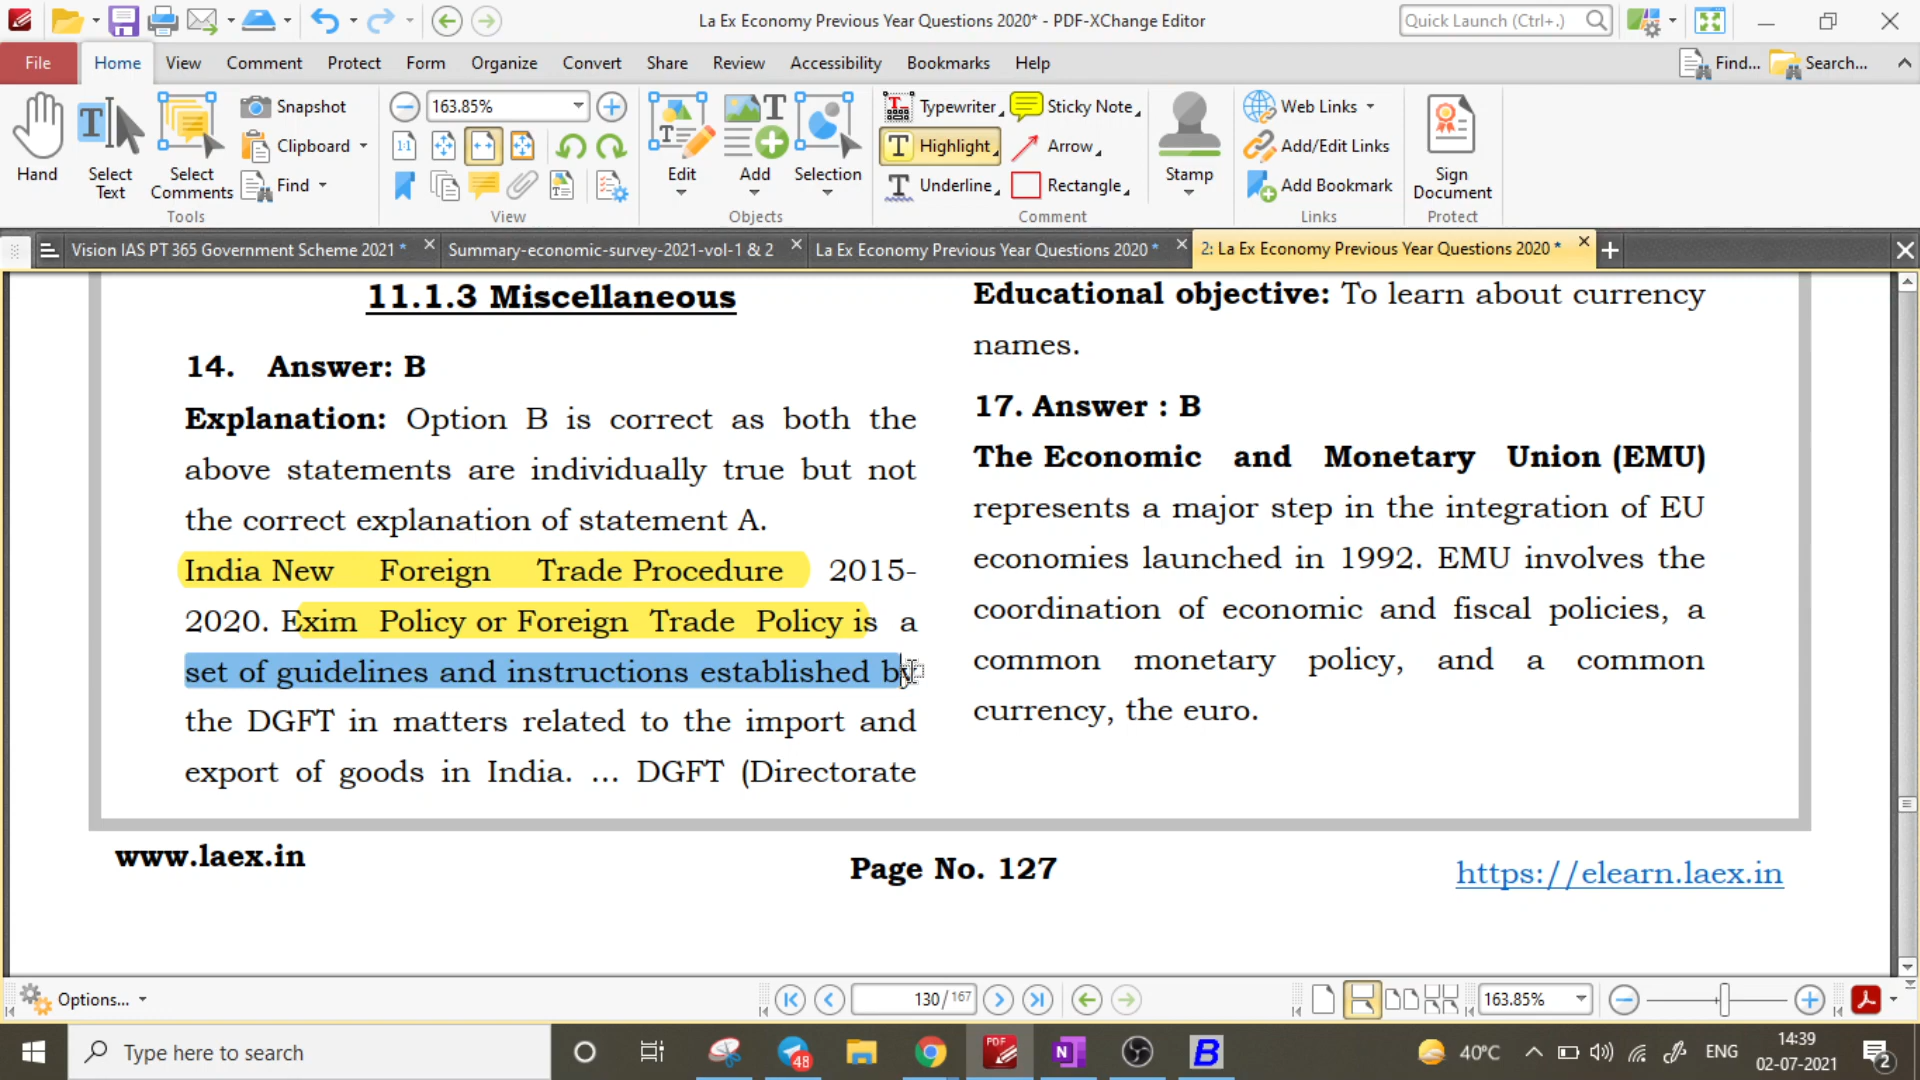 La Ex Economy Previous Year Questions 2020* - PDF-XChange Editor
Quick Launch (Ctrl+.)
File Home View Comment Protect Form Organize Convert Share Review Accessibility Bookmarks Help
Find... Search...
Hand
Select Text
Select Comments
Snapshot
Clipboard
Find
Tools
163.85%
1:1
View
Edit
Add
Selection
Objects
Typewriter
Sticky Note
Highlight
Arrow
Underline
Rectangle
Stamp
Comment
Web Links
Add/Edit Links
Add Bookmark
Links
Sign Document
Protect
Vision IAS PT 365 Government Scheme 2021 *
Summary-economic-survey-2021-vol-1 & 2
La Ex Economy Previous Year Questions 2020 *
2: La Ex Economy Previous Year Questions 2020 *
11.1.3 Miscellaneous
14. Answer: B
Explanation: Option B is correct as both the
above statements are individually true but not
the correct explanation of statement A.
India New Foreign Trade Procedure 2015-
2020. Exim Policy or Foreign Trade Policy is a
set of guidelines and instructions established by
the DGFT in matters related to the import and
export of goods in India. ... DGFT (Directorate
Educational objective: To learn about currency
names.
17. Answer : B
The Economic and Monetary Union (EMU)
represents a major step in the integration of EU
economies launched in 1992. EMU involves the
coordination of economic and fiscal policies, a
common monetary policy, and a common
currency, the euro.
www.laex.in
Page No. 127
https://elearn.laex.in
Options...
130 / 167
163.85%
Type here to search
48
PDF
N
B
40°C
ENG
14:39
02-07-2021
2